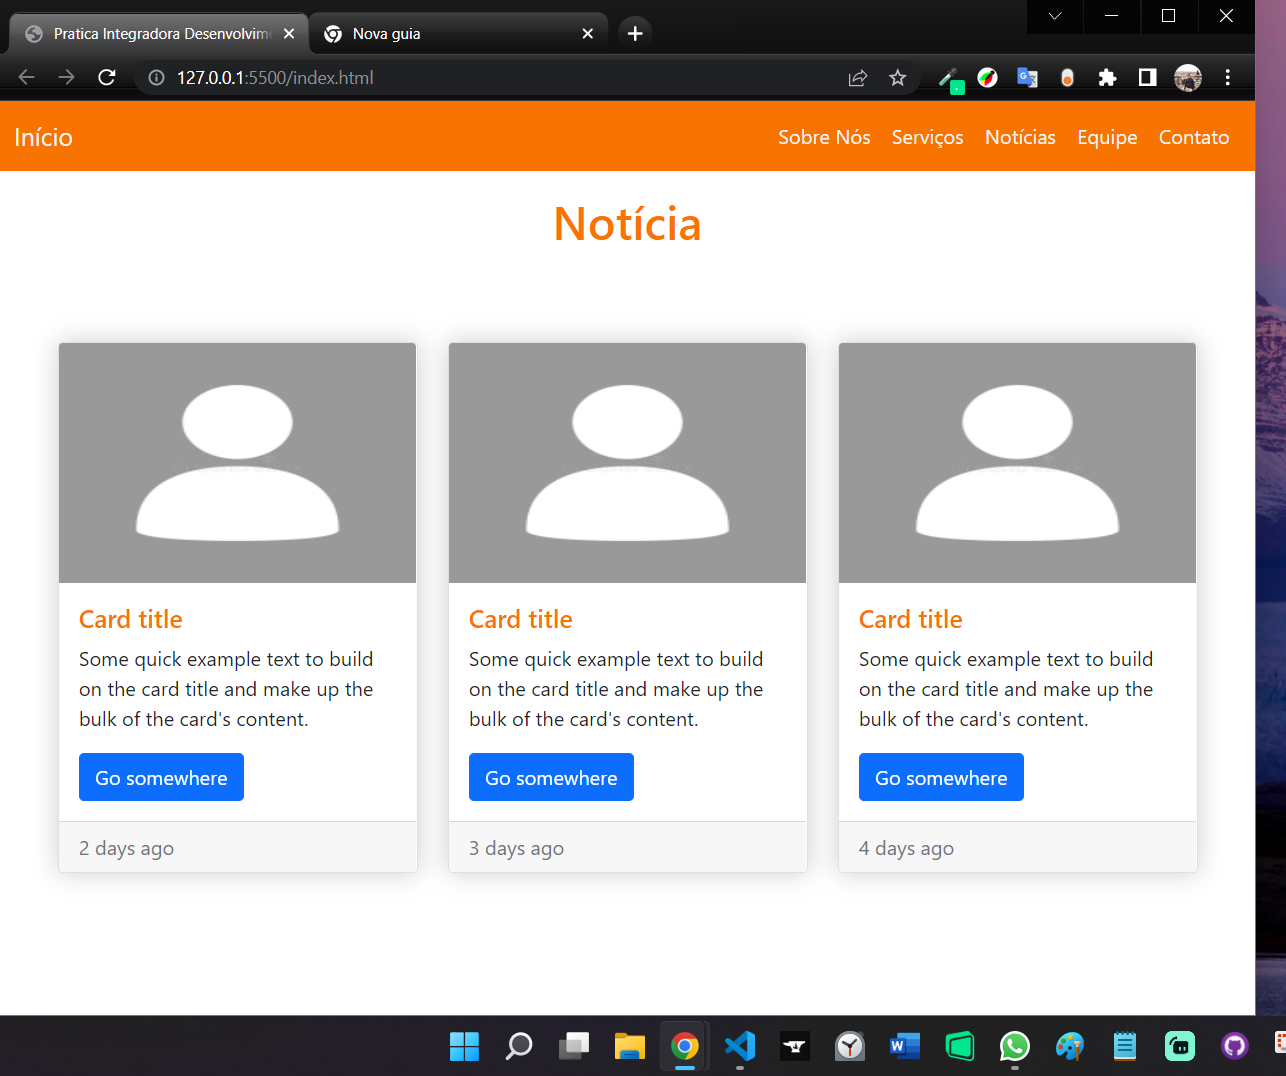 Pratica Integradora Desenvolvime
Nova guia
127.0.0.1:5500/index.html
Início
Sobre Nós
Serviços
Notícias
Equipe
Contato
Notícia
Card title
Some quick example text to build
on the card title and make up the
bulk of the card's content.
Go somewhere
2 days ago
Card title
Some quick example text to build
on the card title and make up the
bulk of the card's content.
Go somewhere
3 days ago
Card title
Some quick example text to build
on the card title and make up the
bulk of the card's content.
Go somewhere
4 days ago